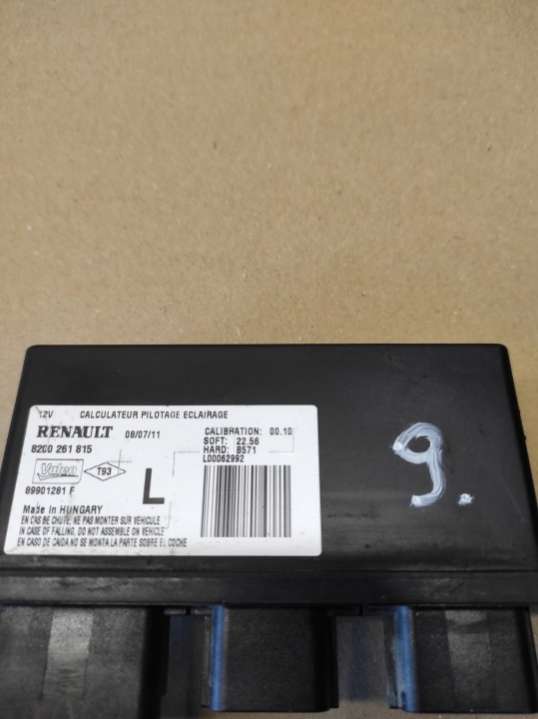 12V CALCULATEUR PILOTAGE ECLAIRAGE
RENAULT 08/07/11
CALIBRATION: 00.10
SOFT: 22.56
8200 261 815
HARD: 8571
L00062992
Valeo
T93
L
89901281 F
Made in HUNGARY
EN CAS DE CHUTE, NE PAS MONTER SUR VEHICULE
IN CASE OF FALLING, DO NOT ASSEMBLE ON VEHICLE
EN CASO DE CAIDA NO SE MONTA LA PARTE SOBRE EL COCHE
9.